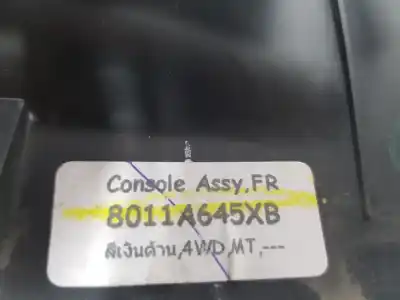 Console Assy,FR
8011A645XB
สีเงินด้าน,4WD,MT,---